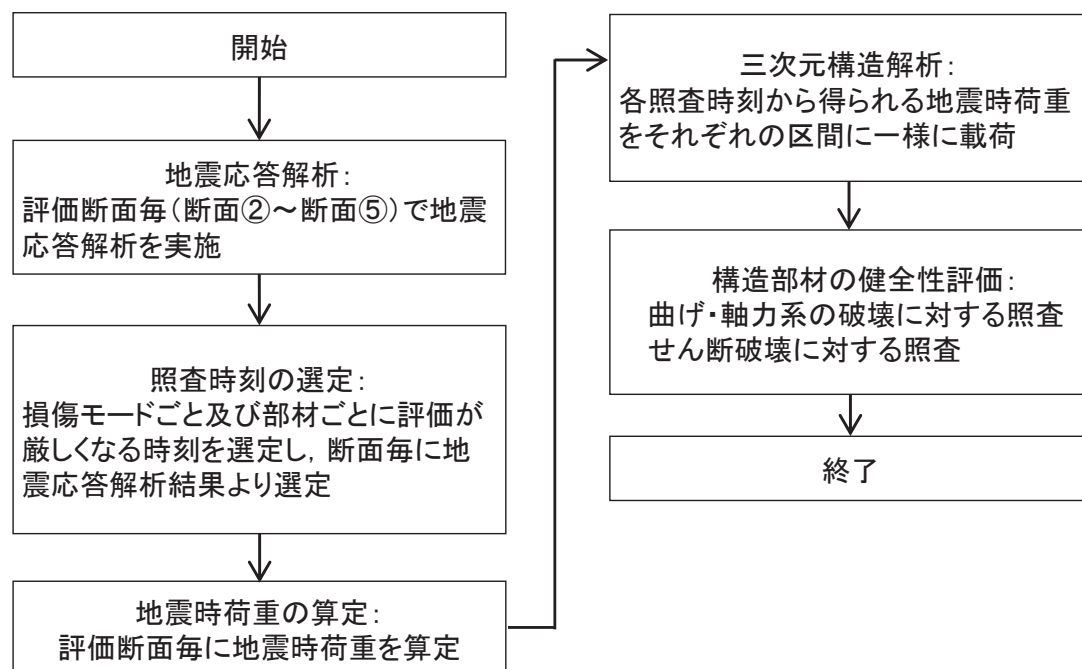 開始
地震応答解析:
評価断面毎(断面②~断面⑤)で地震
応答解析を実施
照査時刻の選定:
損傷モードごと及び部材ごとに評価が
厳しくなる時刻を選定し, 断面毎に地
震応答解析結果より選定
地震時荷重の算定:
評価断面毎に地震時荷重を算定
三次元構造解析:
各照査時刻から得られる地震時荷重
をそれぞれの区間に一様に載荷
構造部材の健全性評価:
曲げ・軸力系の破壊に対する照査
せん断破壊に対する照査
終了